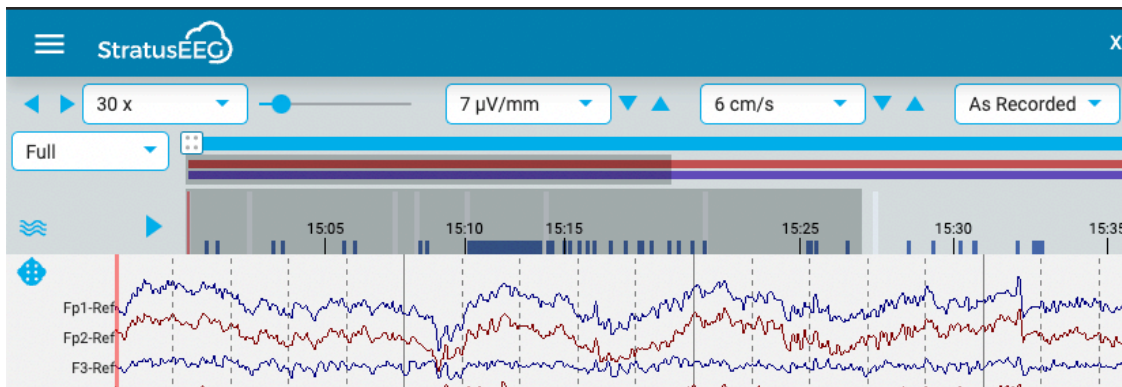 StratusEEG
X
30 x
7 µV/mm
6 cm/s
As Recorded
Full
15:05 15:10 15:15 15:25 15:30 15:35
Fp1-Ref
Fp2-Ref
F3-Ref